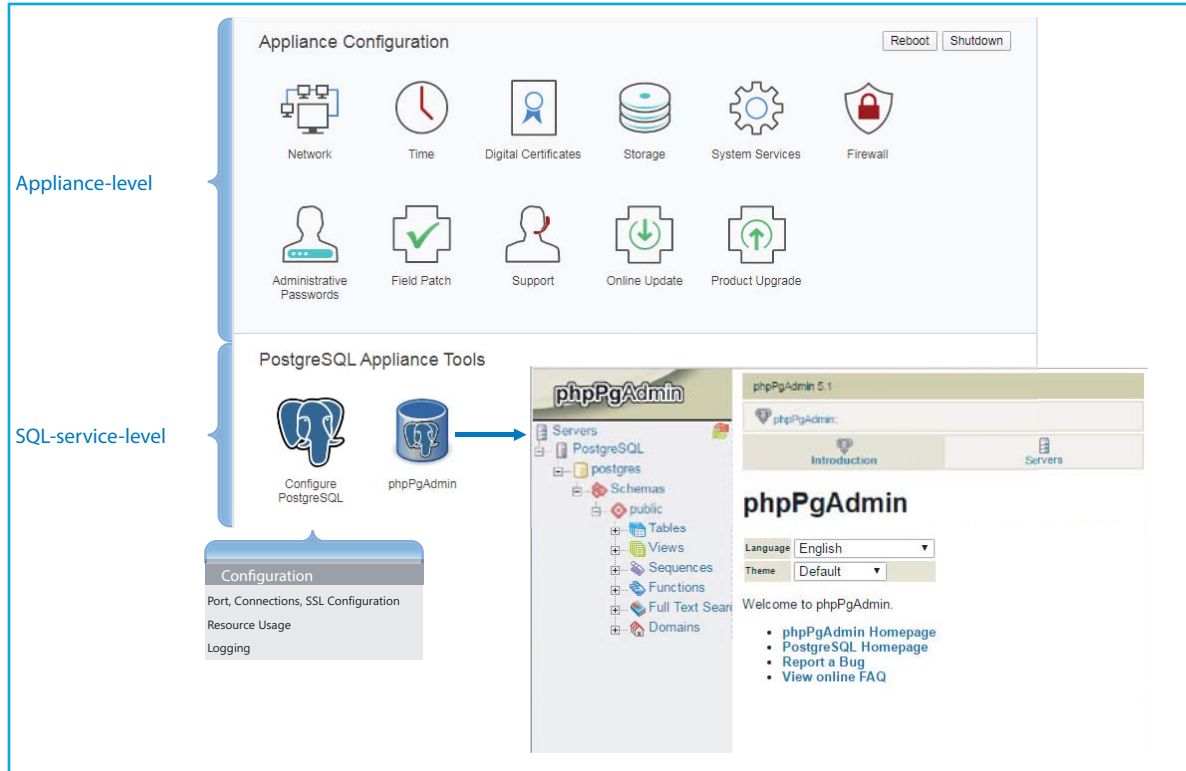 Appliance Configuration
Reboot
Shutdown
Network
Time
Digital Certificates
Storage
System Services
Firewall
Appliance-level
Administrative
Passwords
Field Patch
Support
Online Update
Product Upgrade
PostgreSQL Appliance Tools
SQL-service-level
Configure
PostgreSQL
phpPgAdmin
Configuration
Port, Connections, SSL Configuration
Resource Usage
Logging
phpPgAdmin
Servers
PostgreSQL
postgres
Schemas
public
Tables
Views
Sequences
Functions
Full Text Sear
Domains
phpPgAdmin 5.1
phpPgAdmin:
Introduction
Servers
phpPgAdmin
Language English
Theme Default
Welcome to phpPgAdmin.
• phpPgAdmin Homepage
• PostgreSQL Homepage
• Report a Bug
• View online FAQ